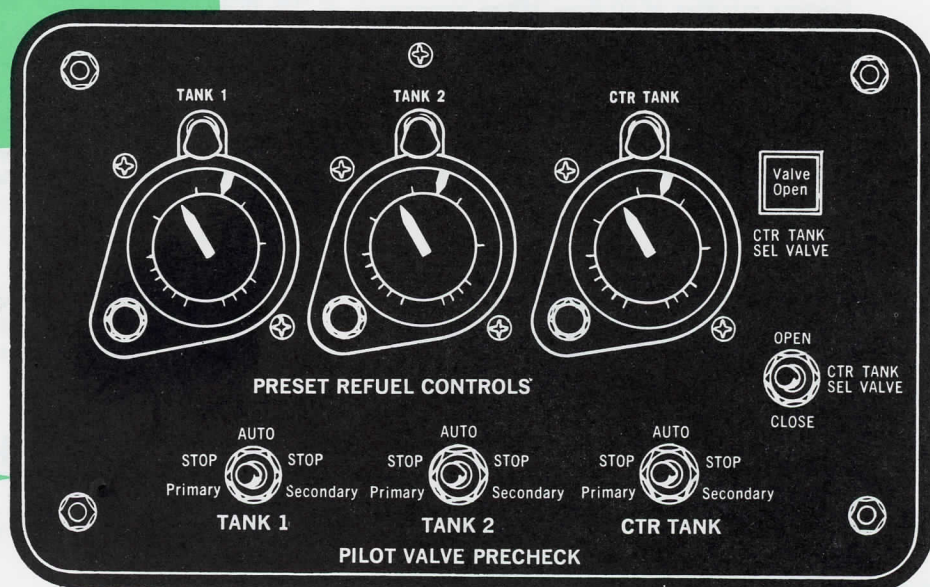 TANK 1 TANK 2 CTR TANK
Valve
Open
CTR TANK
SEL VALVE
OPEN
CTR TANK
SEL VALVE
CLOSE
PRESET REFUEL CONTROLS
AUTO AUTO AUTO
STOP STOP STOP STOP STOP STOP
Primary Secondary Primary Secondary Primary Secondary
TANK 1 TANK 2 CTR TANK
PILOT VALVE PRECHECK